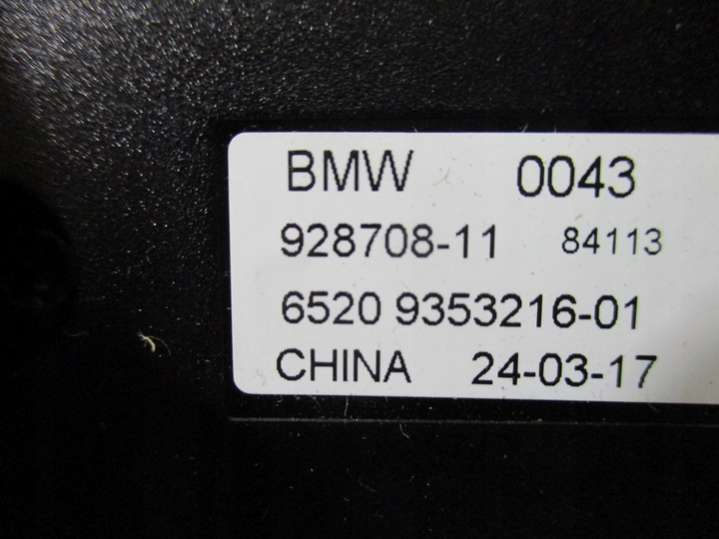 BMW 0043
928708-11 84113
6520 9353216-01
CHINA 24-03-17